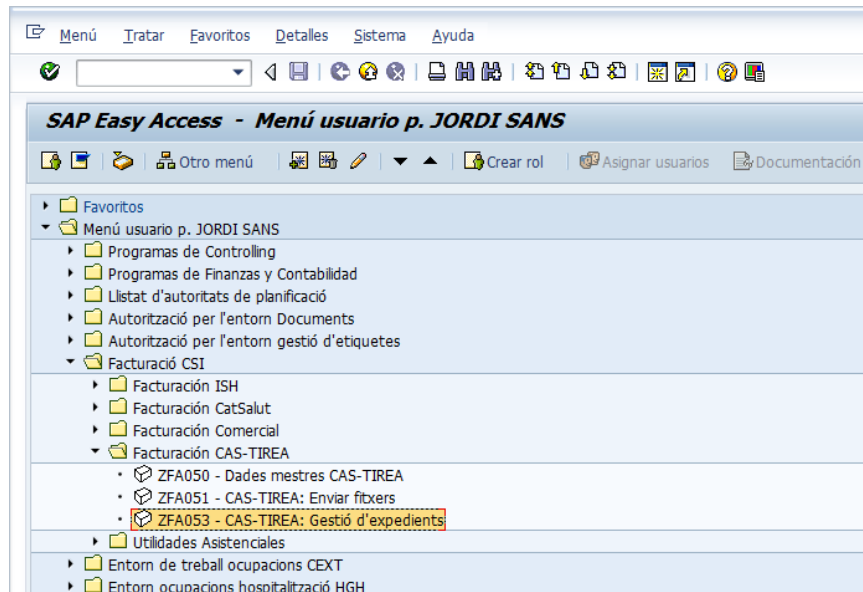 Menú Tratar Favoritos Detalles Sistema Ayuda
SAP Easy Access - Menú usuario p. JORDI SANS
Otro menú Crear rol Asignar usuarios Documentación
Favoritos
Menú usuario p. JORDI SANS
Programas de Controlling
Programas de Finanzas y Contabilidad
Llistat d'autoritats de planificació
Autorització per l'entorn Documents
Autorització per l'entorn gestió d'etiquetes
Facturació CSI
Facturación ISH
Facturación CatSalut
Facturación Comercial
Facturación CAS-TIREA
ZFA050 - Dades mestres CAS-TIREA
ZFA051 - CAS-TIREA: Enviar fitxers
ZFA053 - CAS-TIREA: Gestió d'expedients
Utilidades Asistenciales
Entorn de treball ocupacions CEXT
Entorn ocupacions hospitalització HGH